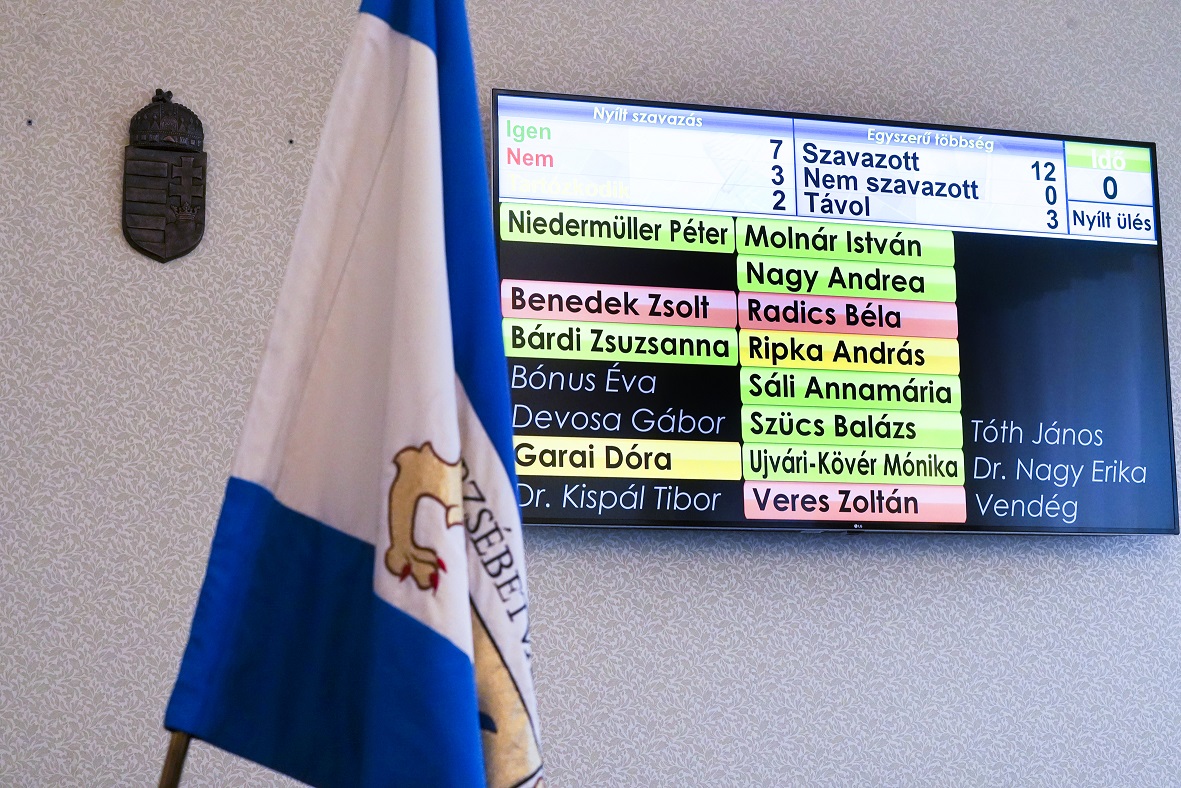 Nyílt szavazás
Igen 7
Nem 3
Tartózkodik 2
Egyszerű többség
Szavazott 12
Nem szavazott 0
Távol 3
Idő
0
Nyílt ülés
Niedermüller Péter
Benedek Zsolt
Bárdi Zsuzsanna
Bónus Éva
Devosa Gábor
Garai Dóra
Dr. Kispál Tibor
Molnár István
Nagy Andrea
Radics Béla
Ripka András
Sáli Annamária
Szücs Balázs
Ujvári-Kövér Mónika
Veres Zoltán
Tóth János
Dr. Nagy Erika
Vendég
LG